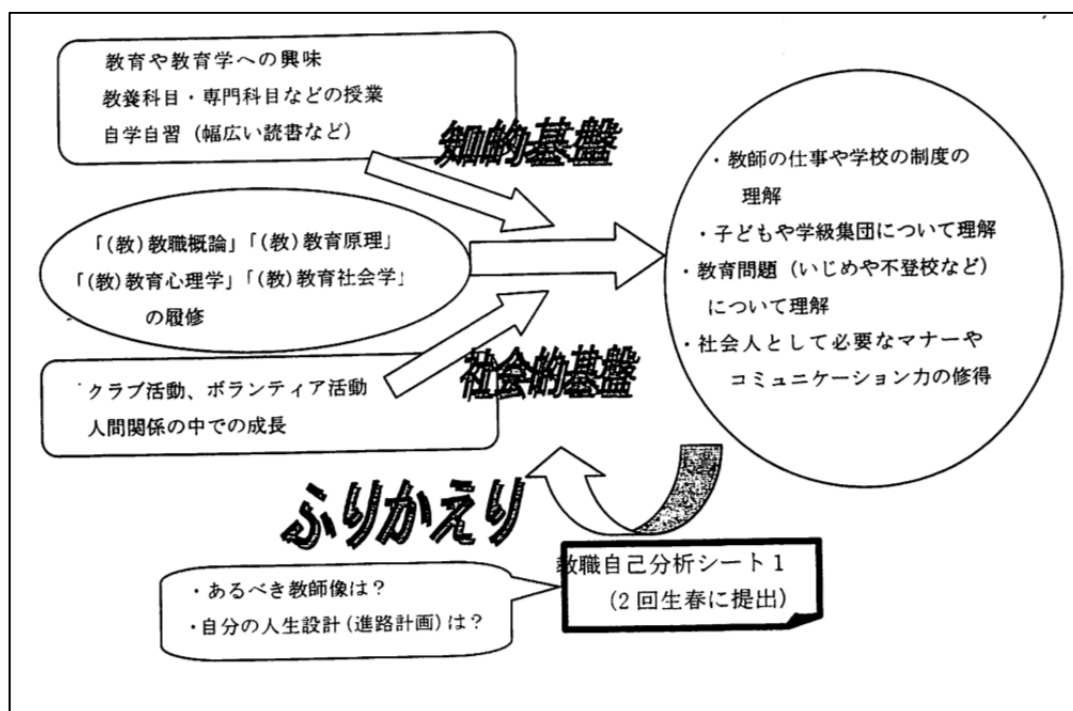 教育や教育学への興味
教養科目・専門科目などの授業
自学自習（幅広い読書など）
知的基盤
「(教)教職概論」「(教)教育原理」
「(教)教育心理学」「(教)教育社会学」
の履修
クラブ活動、ボランティア活動
人間関係の中での成長
社会的基盤
・教師の仕事や学校の制度の
理解
・子どもや学級集団について理解
・教育問題（いじめや不登校など）
について理解
・社会人として必要なマナーや
コミュニケーション力の修得
ふりかえり
・あるべき教師像は？
・自分の人生設計(進路計画)は？
教職自己分析シート１
(２回生春に提出)